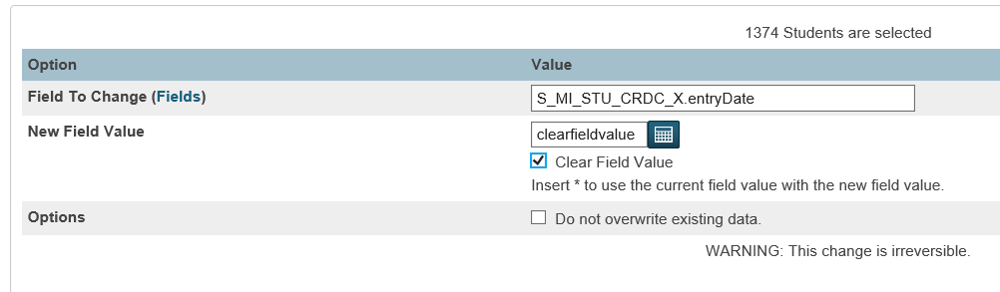 1374 Students are selected
Option Value
Field To Change (Fields) S_MI_STU_CRDC_X.entryDate
New Field Value clearfieldvalue
Clear Field Value
Insert * to use the current field value with the new field value.
Options Do not overwrite existing data.
WARNING: This change is irreversible.